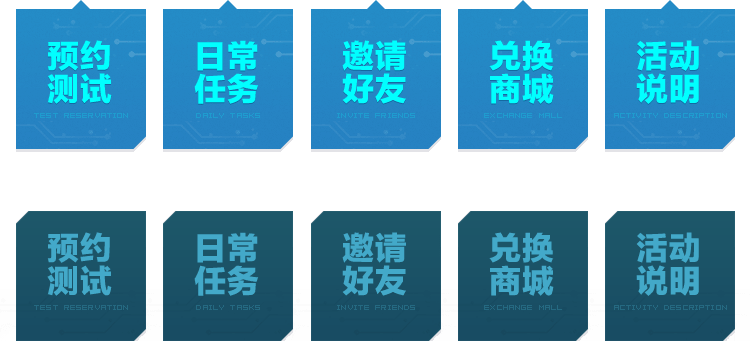 预约
测试
TEST RESERVATION
日常
任务
DAILY TASKS
邀请
好友
INVITE FRIENDS
兑换
商城
EXCHANGE MALL
活动
说明
ACTIVITY DESCRIPTION
预约
测试
TEST RESERVATION
日常
任务
DAILY TASKS
邀请
好友
INVITE FRIENDS
兑换
商城
EXCHANGE MALL
活动
说明
ACTIVITY DESCRIPTION